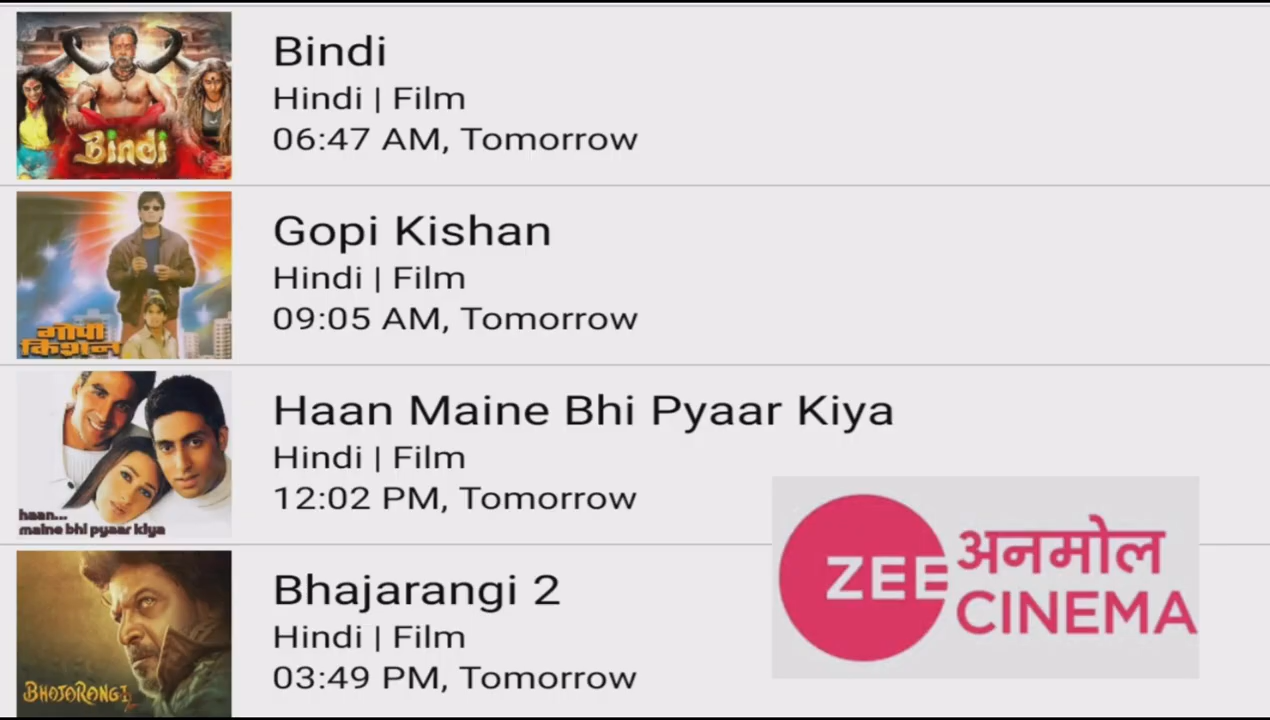 Bindi
Bindi
Hindi | Film
06:47 AM, Tomorrow
गोपी
किशन
Gopi Kishan
Hindi | Film
09:05 AM, Tomorrow
haan...
maine bhi pyaar kiya
Haan Maine Bhi Pyaar Kiya
Hindi | Film
12:02 PM, Tomorrow
BHAJARANGI 2
Bhajarangi 2
Hindi | Film
03:49 PM, Tomorrow
ZEE अनमोल
CINEMA